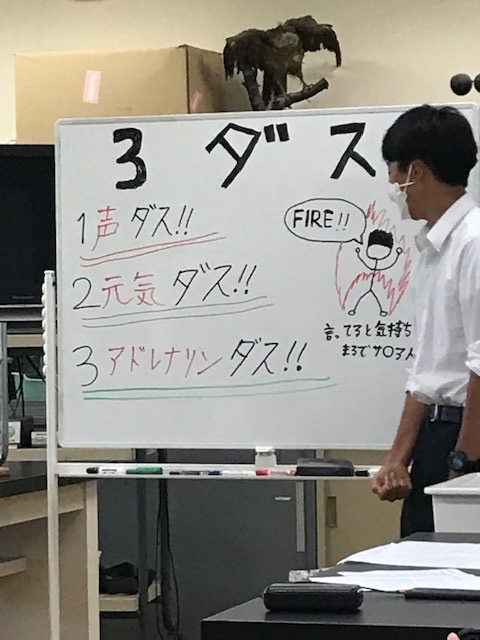 3 ダス
1 声 ダス!!
FIRE!!
2 元気 ダス!!
3 アドレナリン ダス!!
言ってると気持ち
まるでサ〇ヤ人